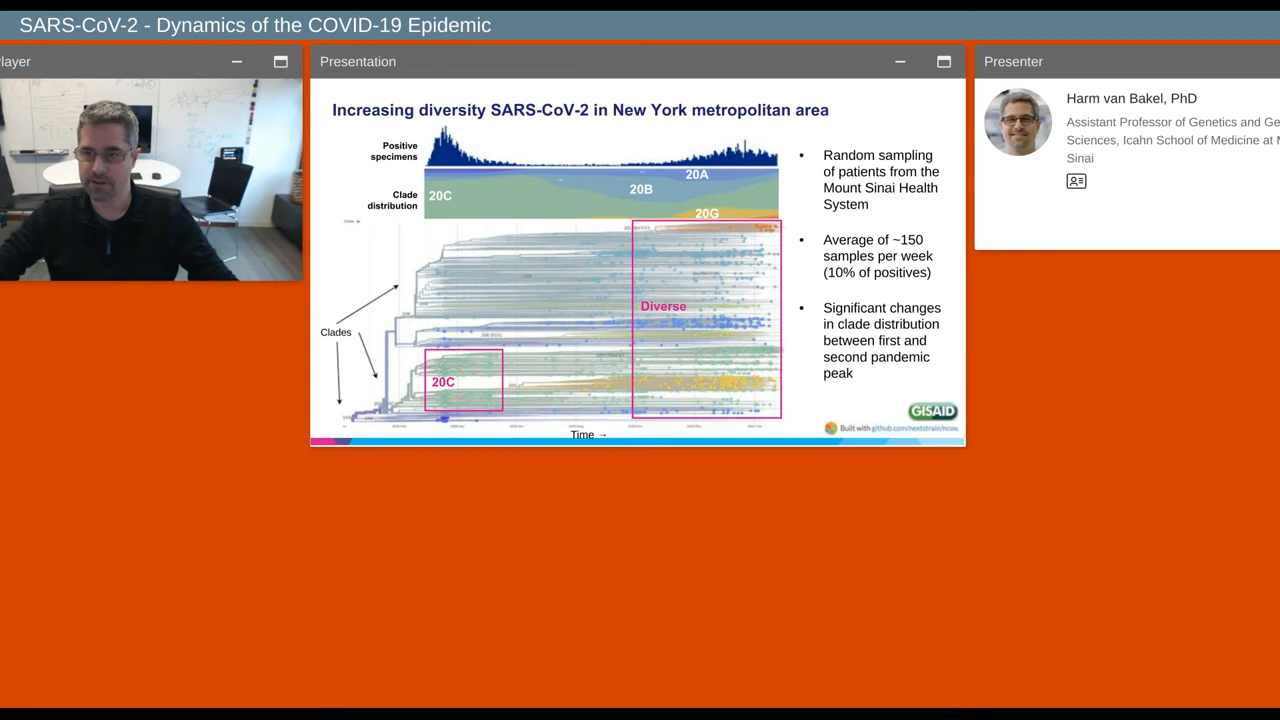 SARS-CoV-2 - Dynamics of the COVID-19 Epidemic
layer
Presentation
Presenter
Increasing diversity SARS-CoV-2 in New York metropolitan area
Positive
specimens
Clade
distribution
20C
20A
20B
20G
Diverse
Clades
20C
Time →
• Random sampling
of patients from the
Mount Sinai Health
System
• Average of ~150
samples per week
(10% of positives)
• Significant changes
in clade distribution
between first and
second pandemic
peak
GISAID
Built with github.com/nextstrain/ncov.
Harm van Bakel, PhD
Assistant Professor of Genetics and Ge
Sciences, Icahn School of Medicine at M
Sinai